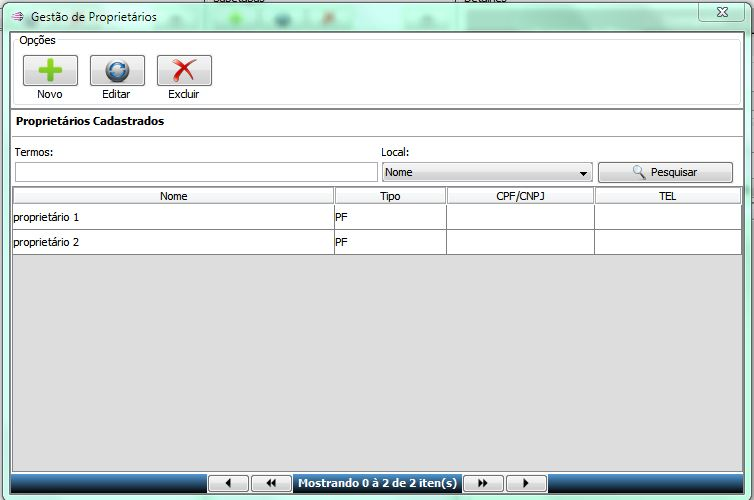 Gestão de Proprietários
Opções
Novo Editar Excluir
Proprietários Cadastrados
Termos: Local:
Nome Pesquisar
Nome Tipo CPF/CNPJ TEL
proprietário 1 PF
proprietário 2 PF
Mostrando 0 à 2 de 2 iten(s)